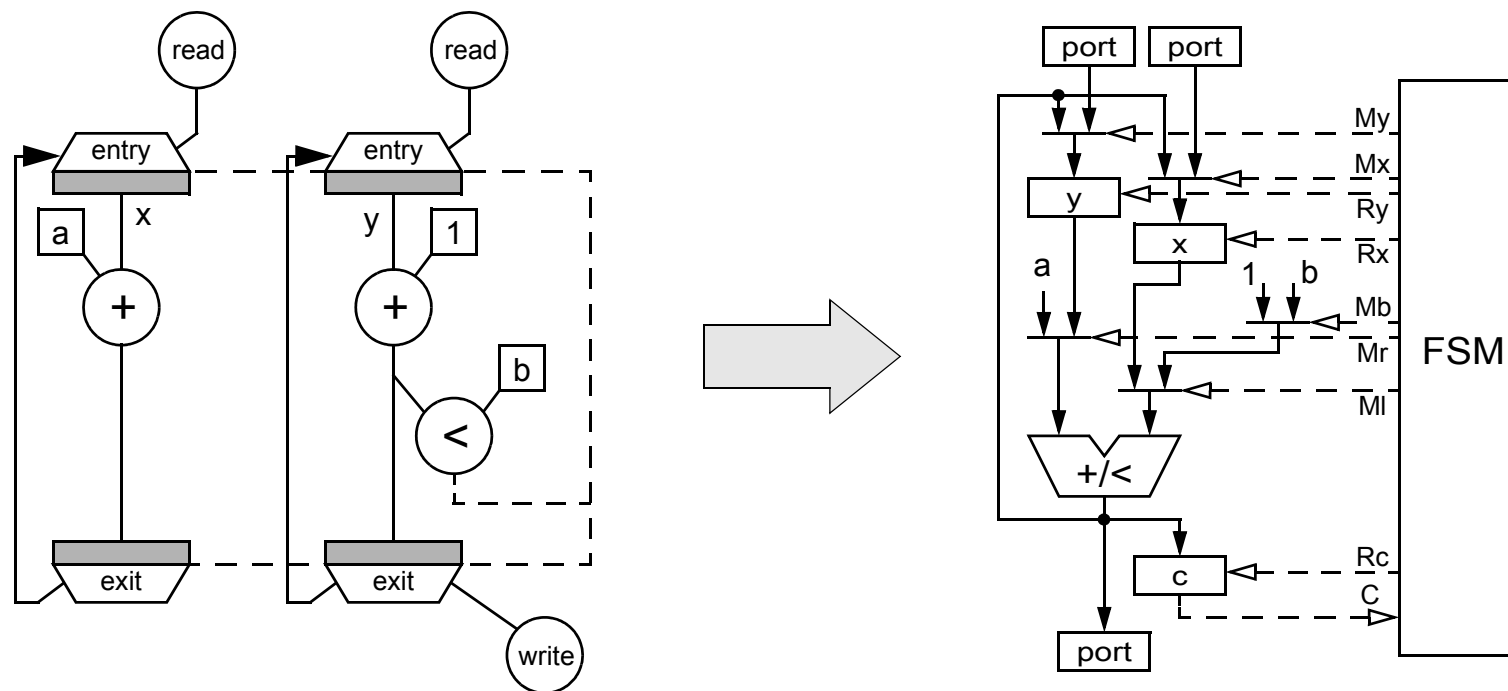 read
read
entry
entry
x
y
a
1
+
+
b
<
exit
exit
write
port
port
My
Mx
y
Ry
x
Rx
a
1
b
Mb
Mr
FSM
Ml
+/<
Rc
c
C
port